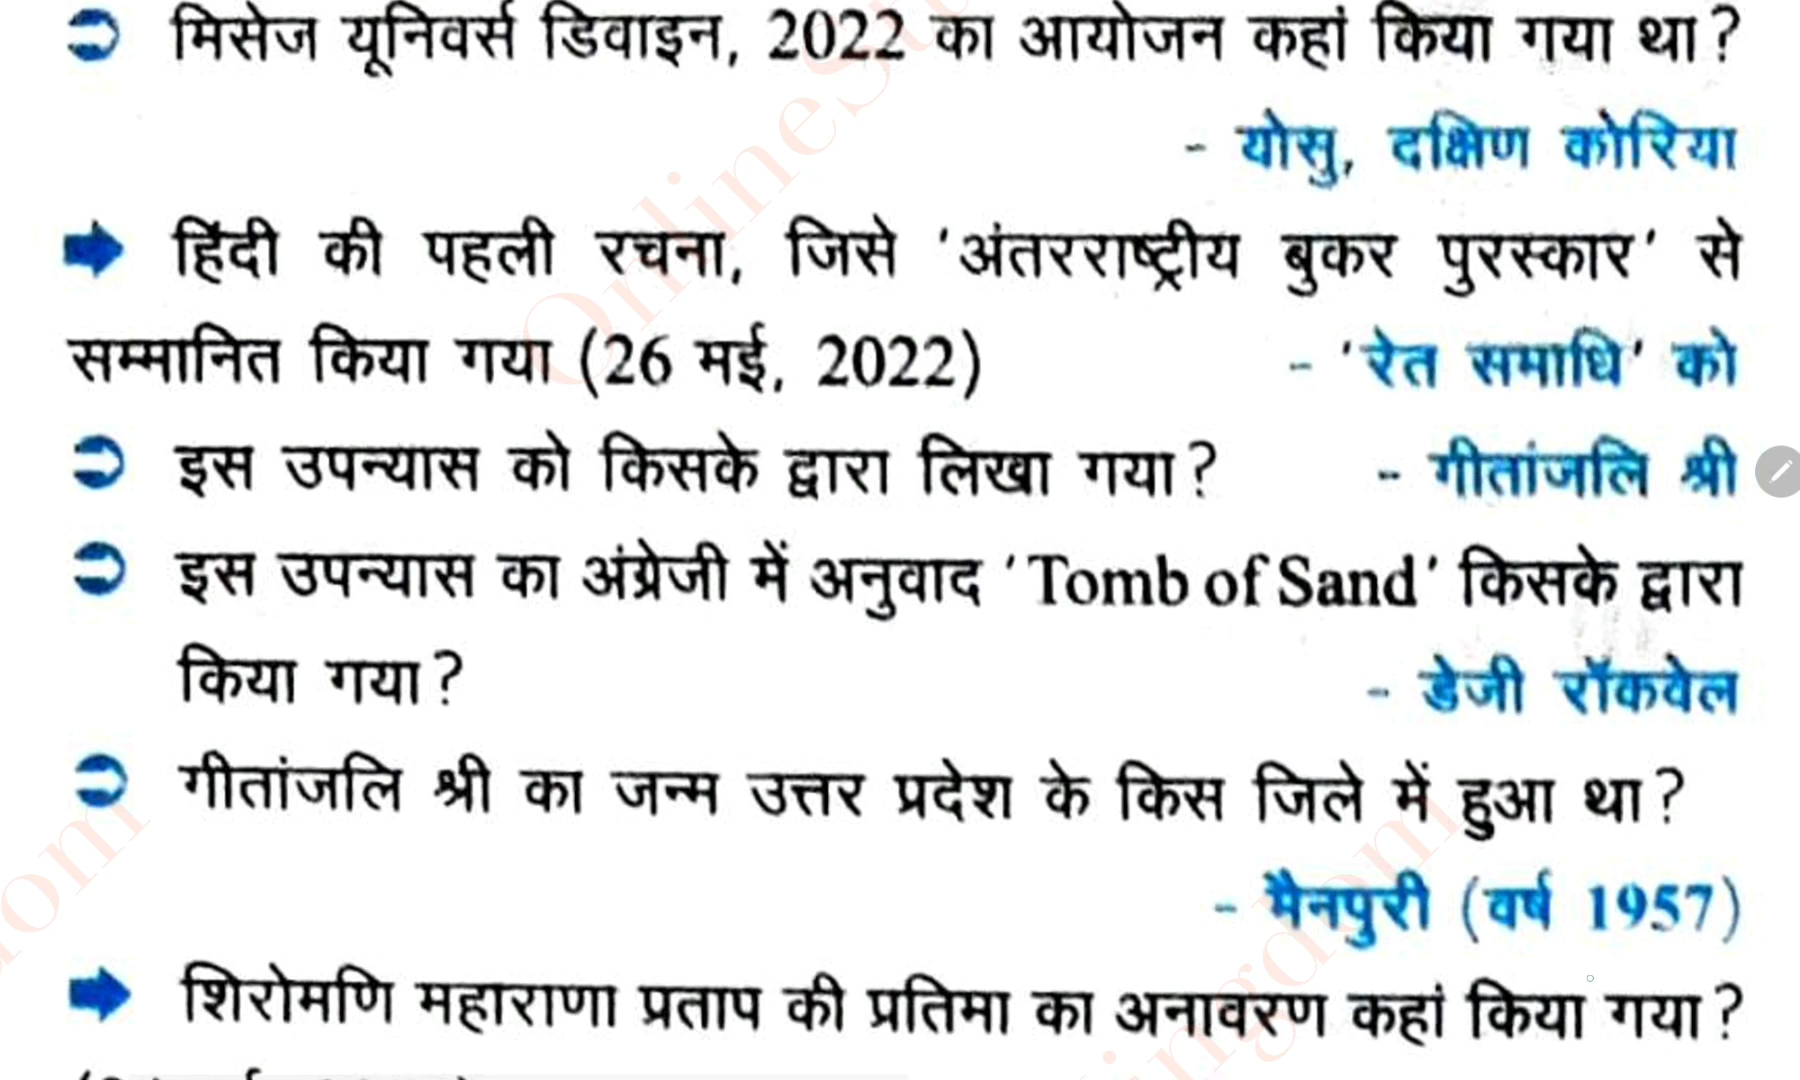 ➲ मिसेज यूनिवर्स डिवाइन, 2022 का आयोजन कहां किया गया था?
- योसु, दक्षिण कोरिया
➡ हिंदी की पहली रचना, जिसे 'अंतरराष्ट्रीय बुकर पुरस्कार' से
सम्मानित किया गया (26 मई, 2022) - 'रेत समाधि' को
➲ इस उपन्यास को किसके द्वारा लिखा गया? - गीतांजलि श्री
➲ इस उपन्यास का अंग्रेजी में अनुवाद 'Tomb of Sand' किसके द्वारा
किया गया? - डेजी रॉकवेल
➲ गीतांजलि श्री का जन्म उत्तर प्रदेश के किस जिले में हुआ था?
- मैनपुरी (वर्ष 1957)
➡ शिरोमणि महाराणा प्रताप की प्रतिमा का अनावरण कहां किया गया?